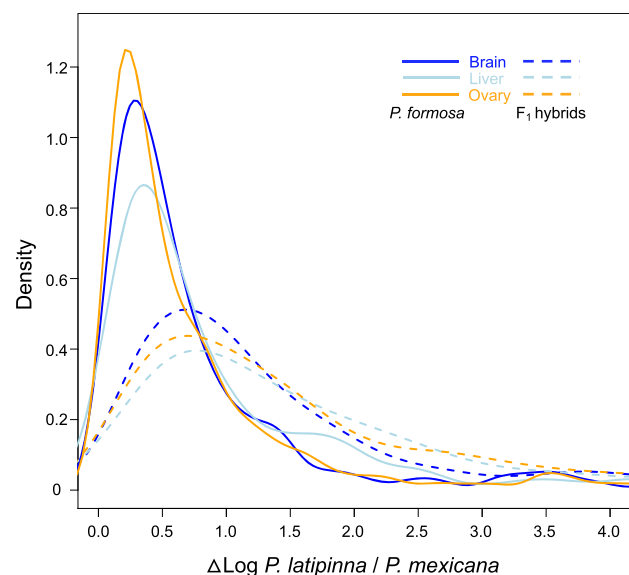 Brain
Liver
Ovary
P. formosa F₁ hybrids
Density
1.2
1.0
0.8
0.6
0.4
0.2
0
0.0 0.5 1.0 1.5 2.0 2.5 3.0 3.5 4.0
△Log P. latipinna / P. mexicana